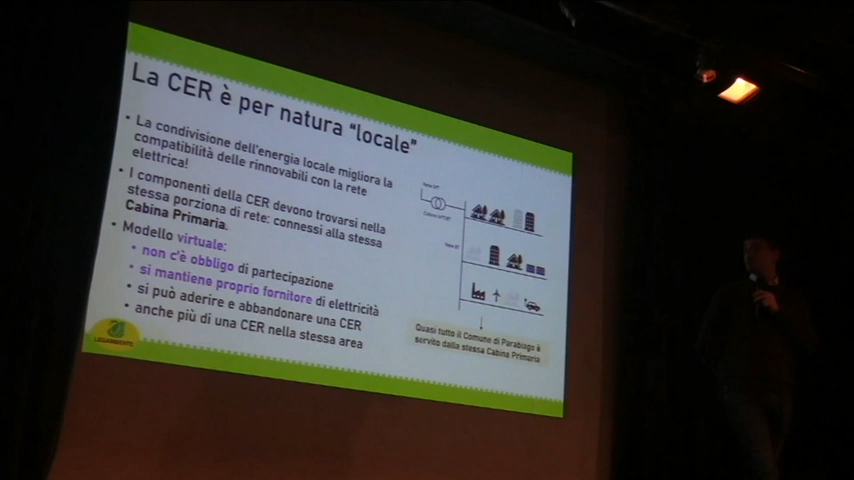 La CER è per natura "locale"
• La condivisione dell'energia locale migliora la
compatibilità delle rinnovabili con la rete
elettrica!
• I componenti della CER devono trovarsi nella
stessa porzione di rete: connessi alla stessa
Cabina Primaria.
• Modello virtuale:
• non c'è obbligo di partecipazione
• si mantiene proprio fornitore di elettricità
• si può aderire e abbandonare una CER
• anche più di una CER nella stessa area
Quasi tutto il Comune di Parabiago è
servito dalla stessa Cabina Primaria
LEGAMBIENTE